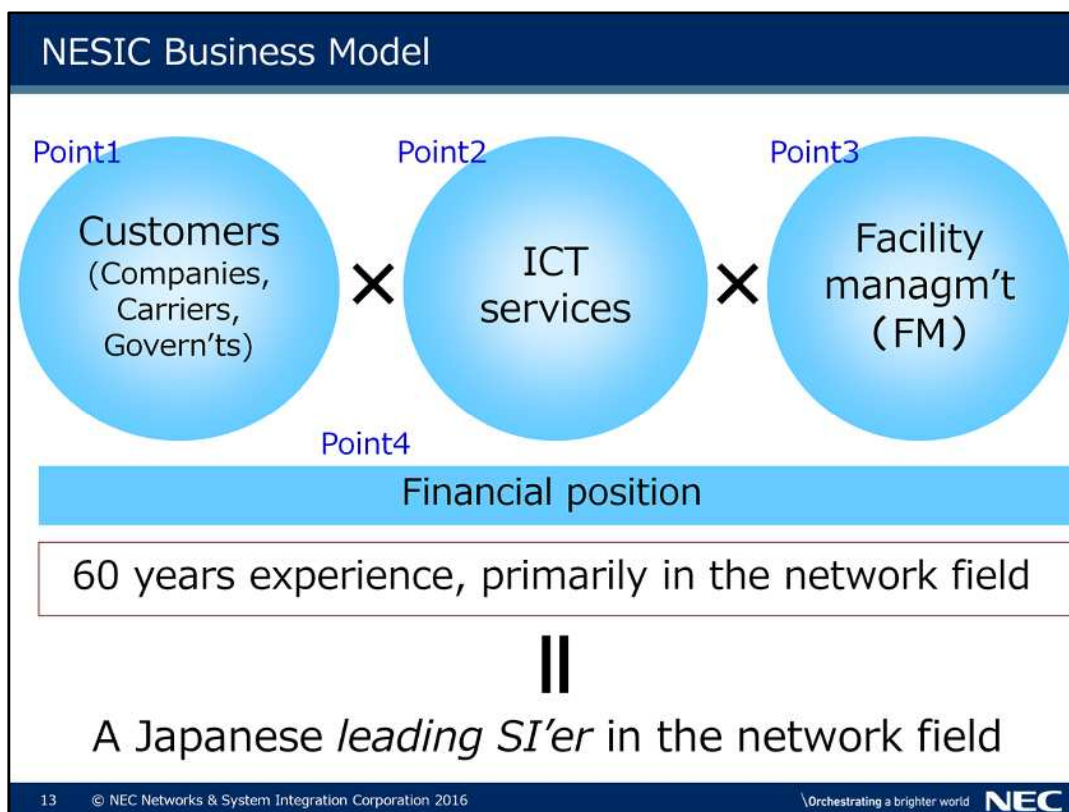 NESIC Business Model
Point1
Customers
(Companies,
Carriers,
Govern'ts)
×
Point2
ICT
services
×
Point3
Facility
managm't
(FM)
Point4
Financial position
60 years experience, primarily in the network field
=
A Japanese leading SI'er in the network field
13 © NEC Networks & System Integration Corporation 2016
\Orchestrating a brighter world NEC